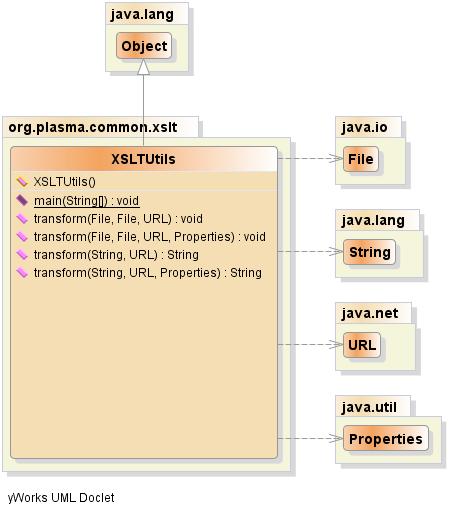 java.lang
Object
org.plasma.common.xslt
XSLTUtils
XSLTUtils()
main(String[]) : void
transform(File, File, URL) : void
transform(File, File, URL, Properties) : void
transform(String, URL) : String
transform(String, URL, Properties) : String
java.io
File
java.lang
String
java.net
URL
java.util
Properties
yWorks UML Doclet